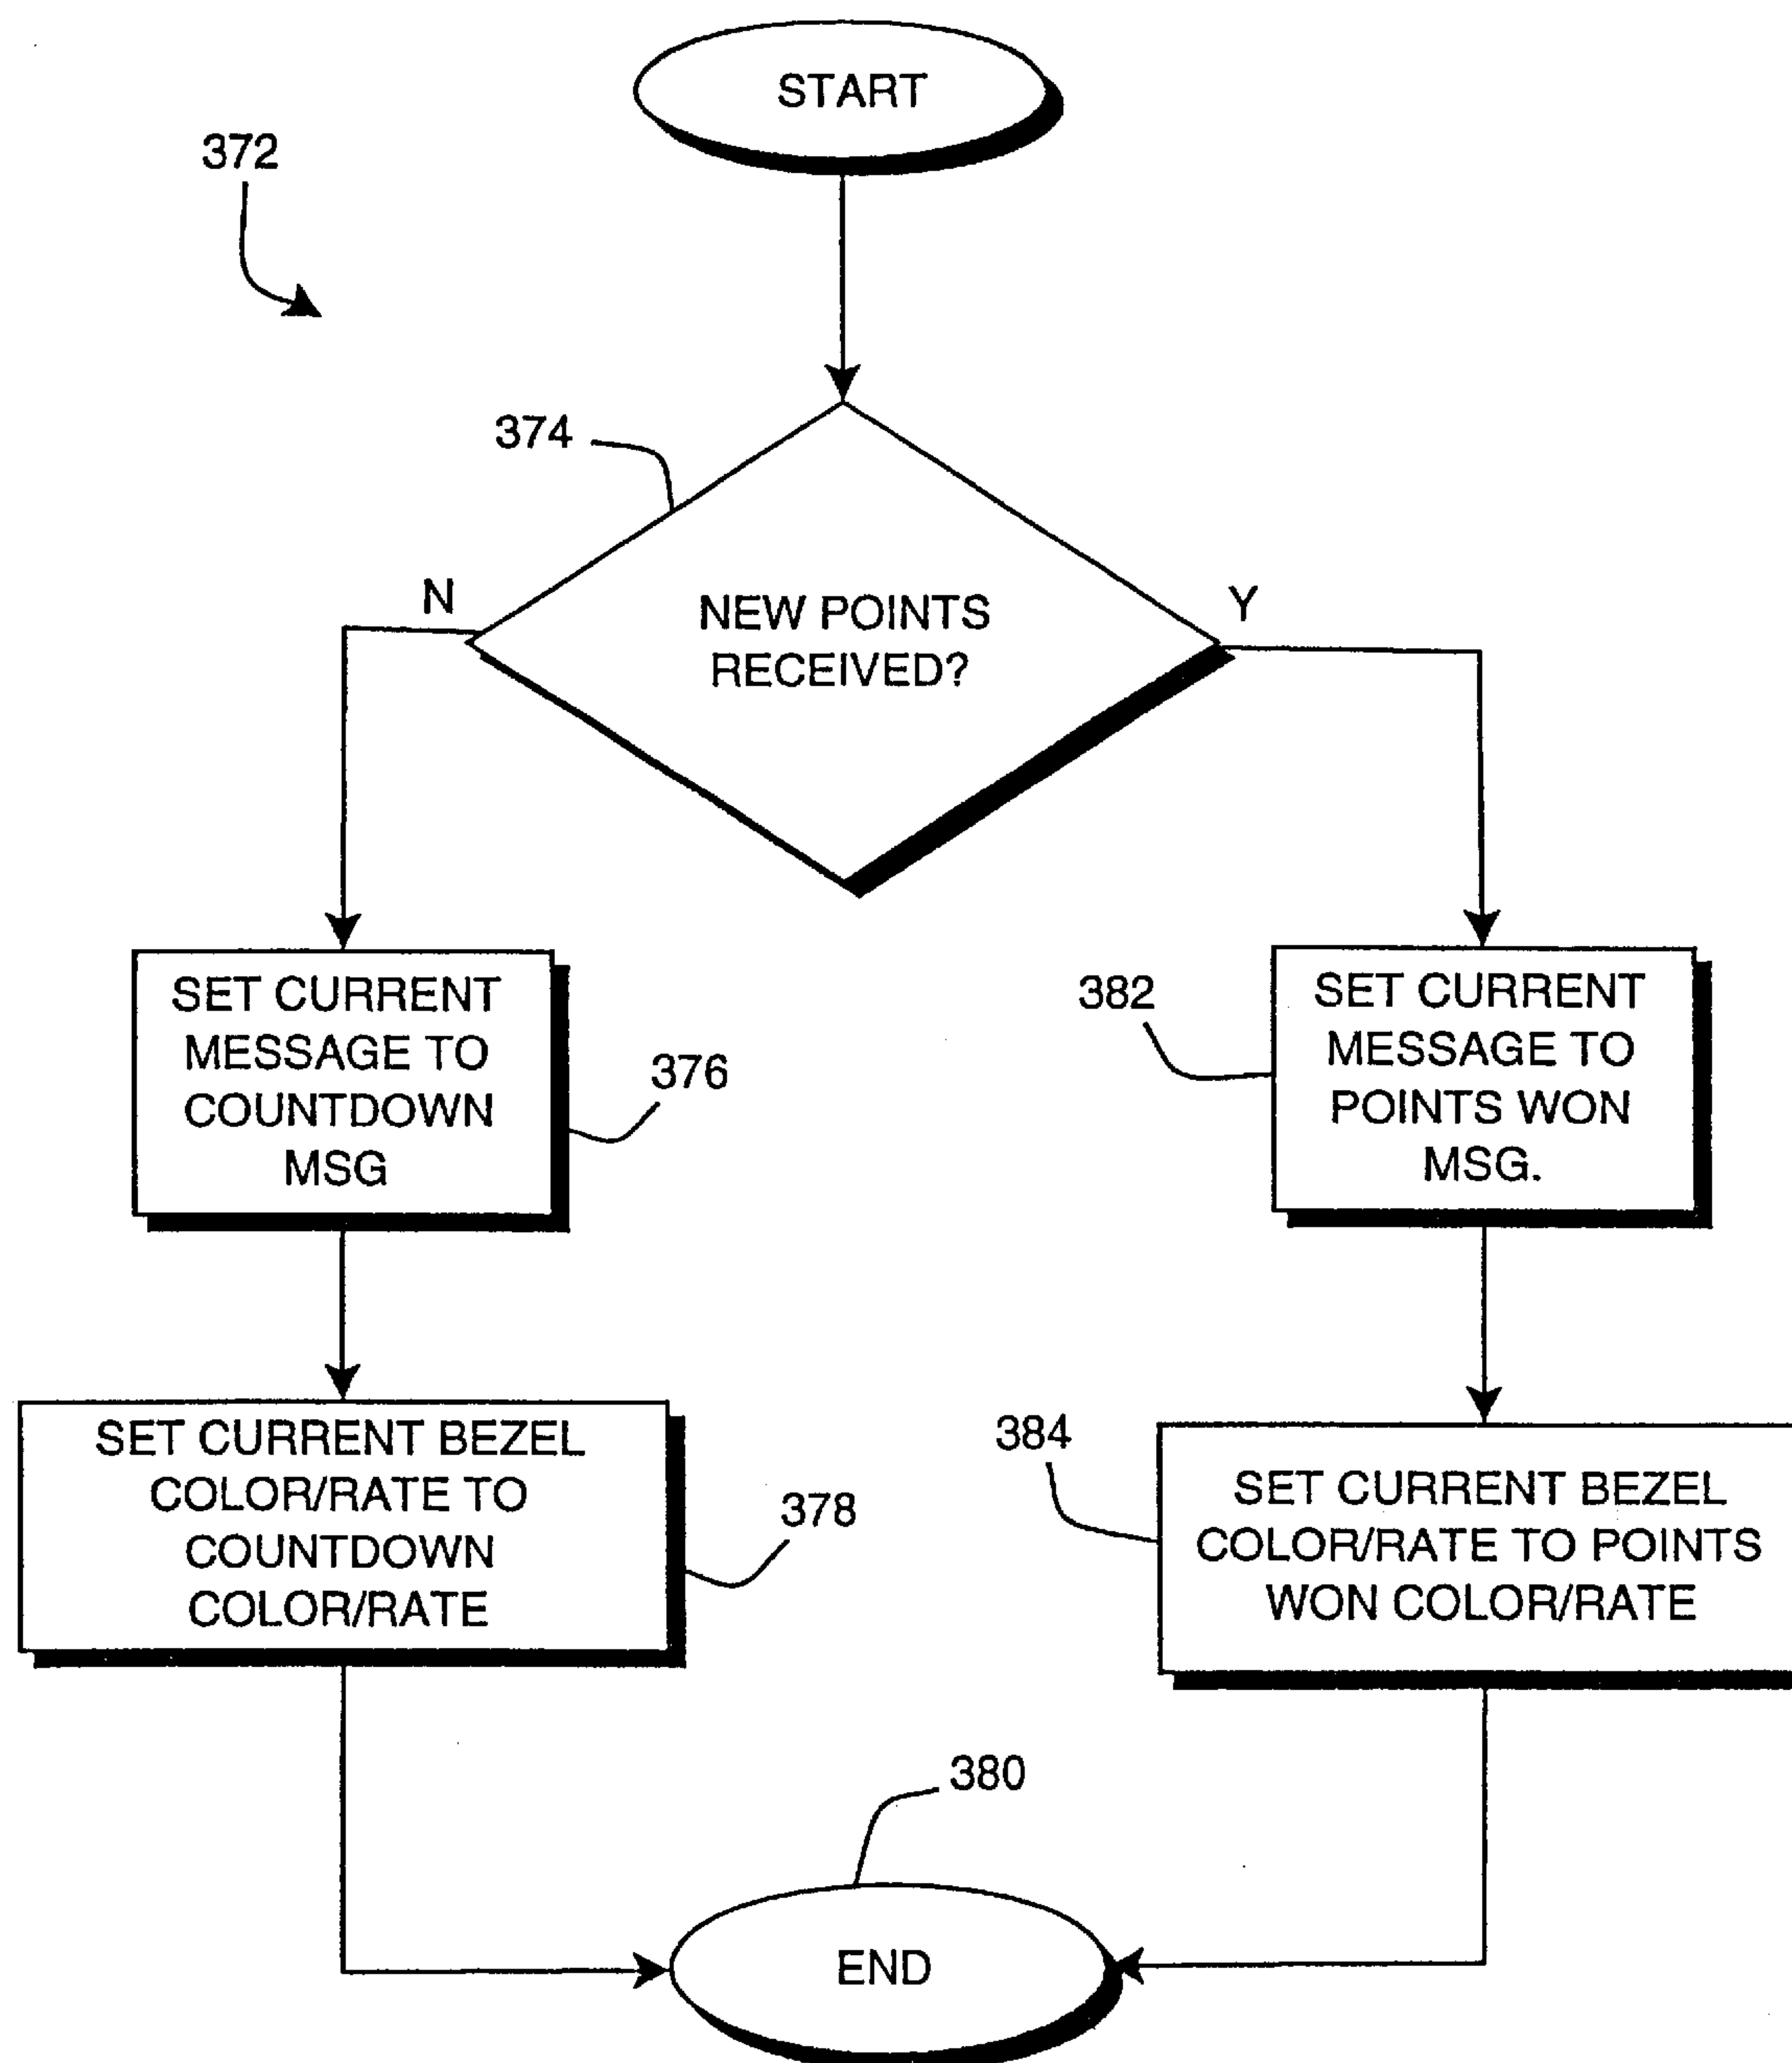 START
372
374
N
Y
NEW POINTS
RECEIVED?
SET CURRENT
MESSAGE TO
COUNTDOWN
MSG
376
382
SET CURRENT
MESSAGE TO
POINTS WON
MSG.
SET CURRENT BEZEL
COLOR/RATE TO
COUNTDOWN
COLOR/RATE
378
384
SET CURRENT BEZEL
COLOR/RATE TO POINTS
WON COLOR/RATE
380
END